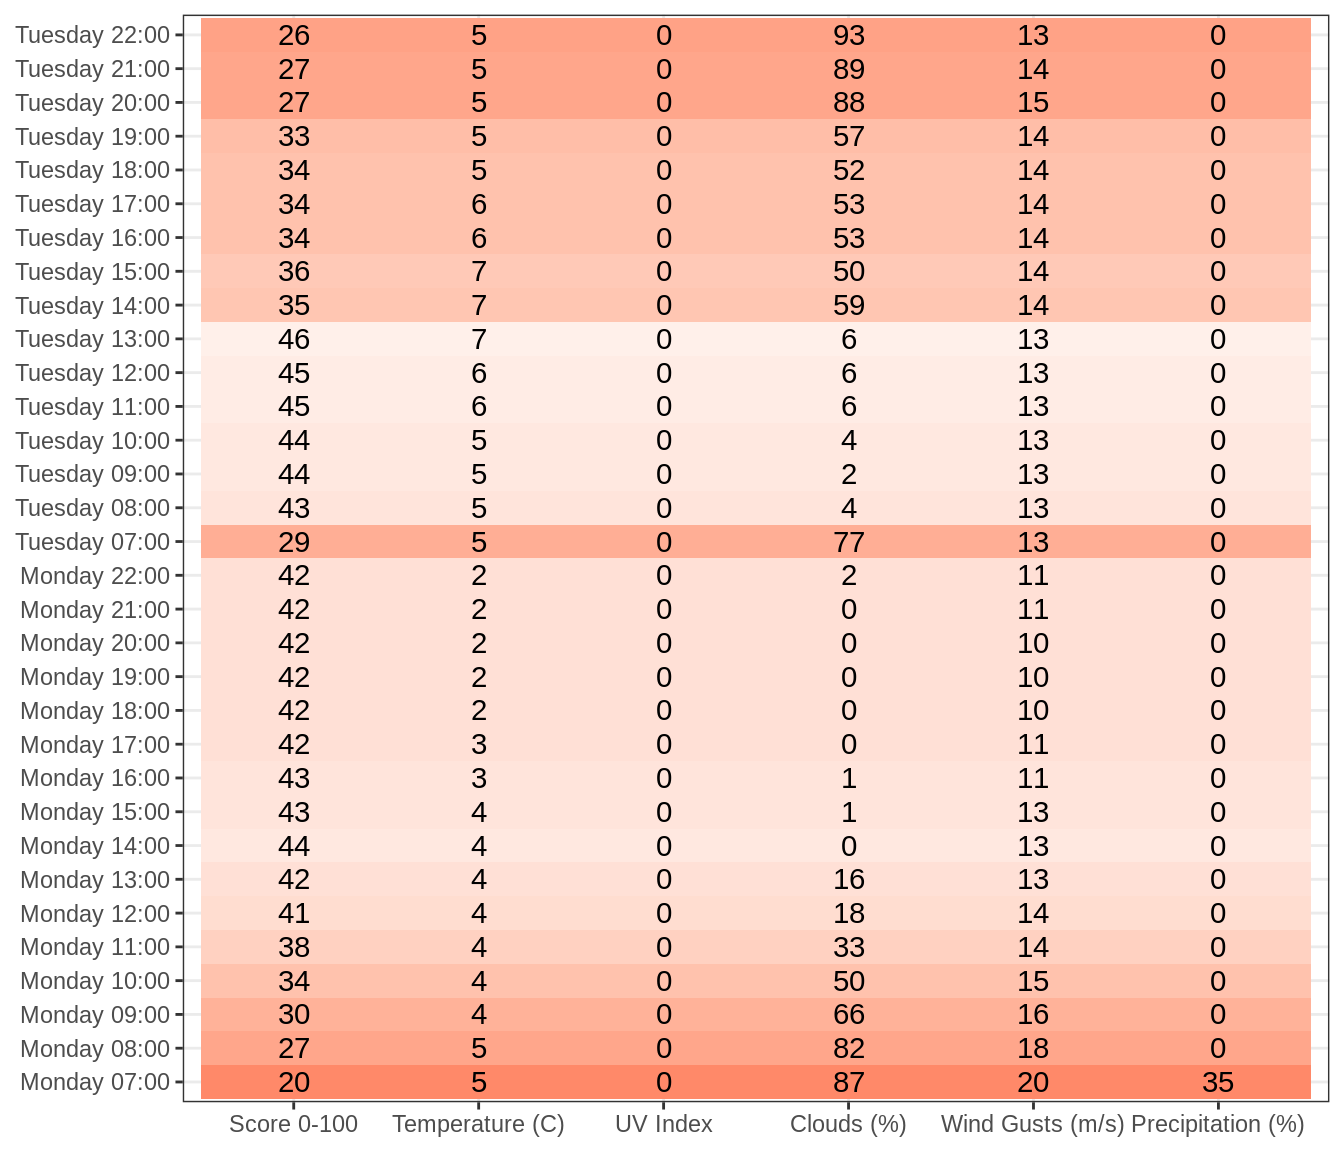 Tuesday 22:00 26 5 0 93 13 0
Tuesday 21:00 27 5 0 89 14 0
Tuesday 20:00 27 5 0 88 15 0
Tuesday 19:00 33 5 0 57 14 0
Tuesday 18:00 34 5 0 52 14 0
Tuesday 17:00 34 6 0 53 14 0
Tuesday 16:00 34 6 0 53 14 0
Tuesday 15:00 36 7 0 50 14 0
Tuesday 14:00 35 7 0 59 14 0
Tuesday 13:00 46 7 0 6 13 0
Tuesday 12:00 45 6 0 6 13 0
Tuesday 11:00 45 6 0 6 13 0
Tuesday 10:00 44 5 0 4 13 0
Tuesday 09:00 44 5 0 2 13 0
Tuesday 08:00 43 5 0 4 13 0
Tuesday 07:00 29 5 0 77 13 0
Monday 22:00 42 2 0 2 11 0
Monday 21:00 42 2 0 0 11 0
Monday 20:00 42 2 0 0 10 0
Monday 19:00 42 2 0 0 10 0
Monday 18:00 42 2 0 0 10 0
Monday 17:00 42 3 0 0 11 0
Monday 16:00 43 3 0 1 11 0
Monday 15:00 43 4 0 1 13 0
Monday 14:00 44 4 0 0 13 0
Monday 13:00 42 4 0 16 13 0
Monday 12:00 41 4 0 18 14 0
Monday 11:00 38 4 0 33 14 0
Monday 10:00 34 4 0 50 15 0
Monday 09:00 30 4 0 66 16 0
Monday 08:00 27 5 0 82 18 0
Monday 07:00 20 5 0 87 20 35
Score 0-100 Temperature (C) UV Index Clouds (%) Wind Gusts (m/s) Precipitation (%)